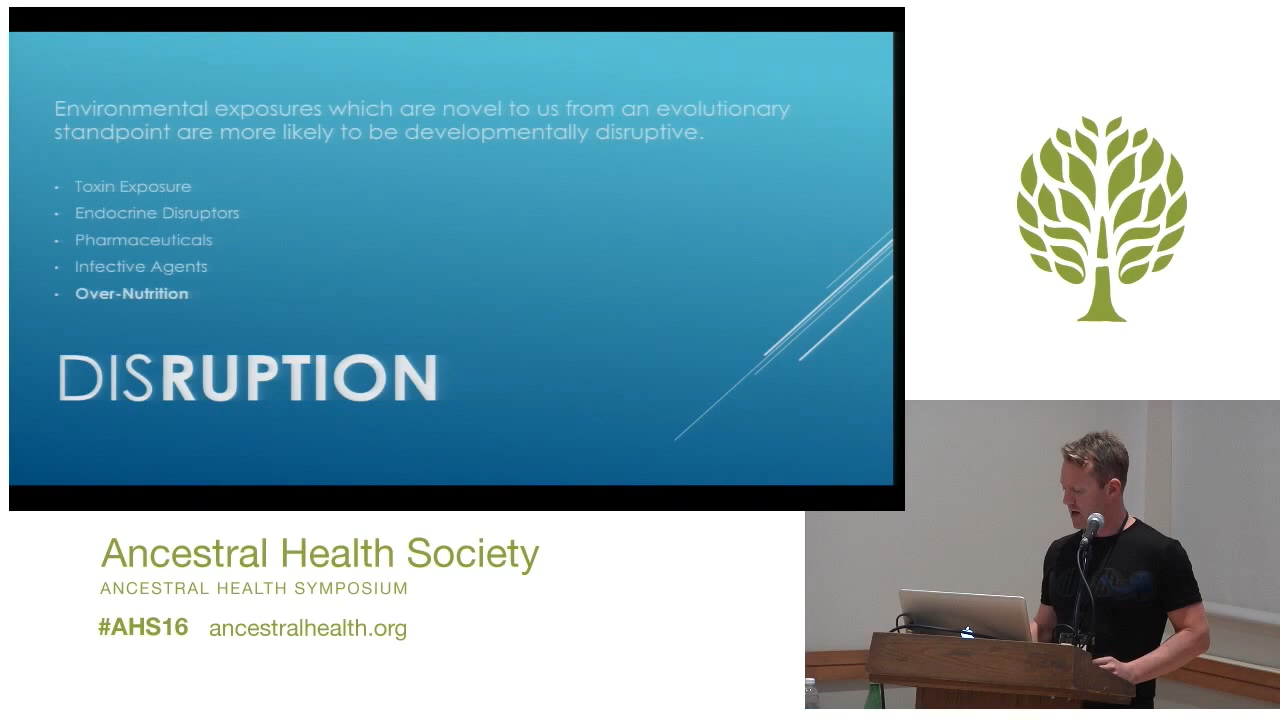 Environmental exposures which are novel to us from an evolutionary
standpoint are more likely to be developmentally disruptive.
• Toxin Exposure
• Endocrine Disruptors
• Pharmaceuticals
• Infective Agents
• Over-Nutrition
DISRUPTION
Ancestral Health Society
ANCESTRAL HEALTH SYMPOSIUM
#AHS16 ancestralhealth.org